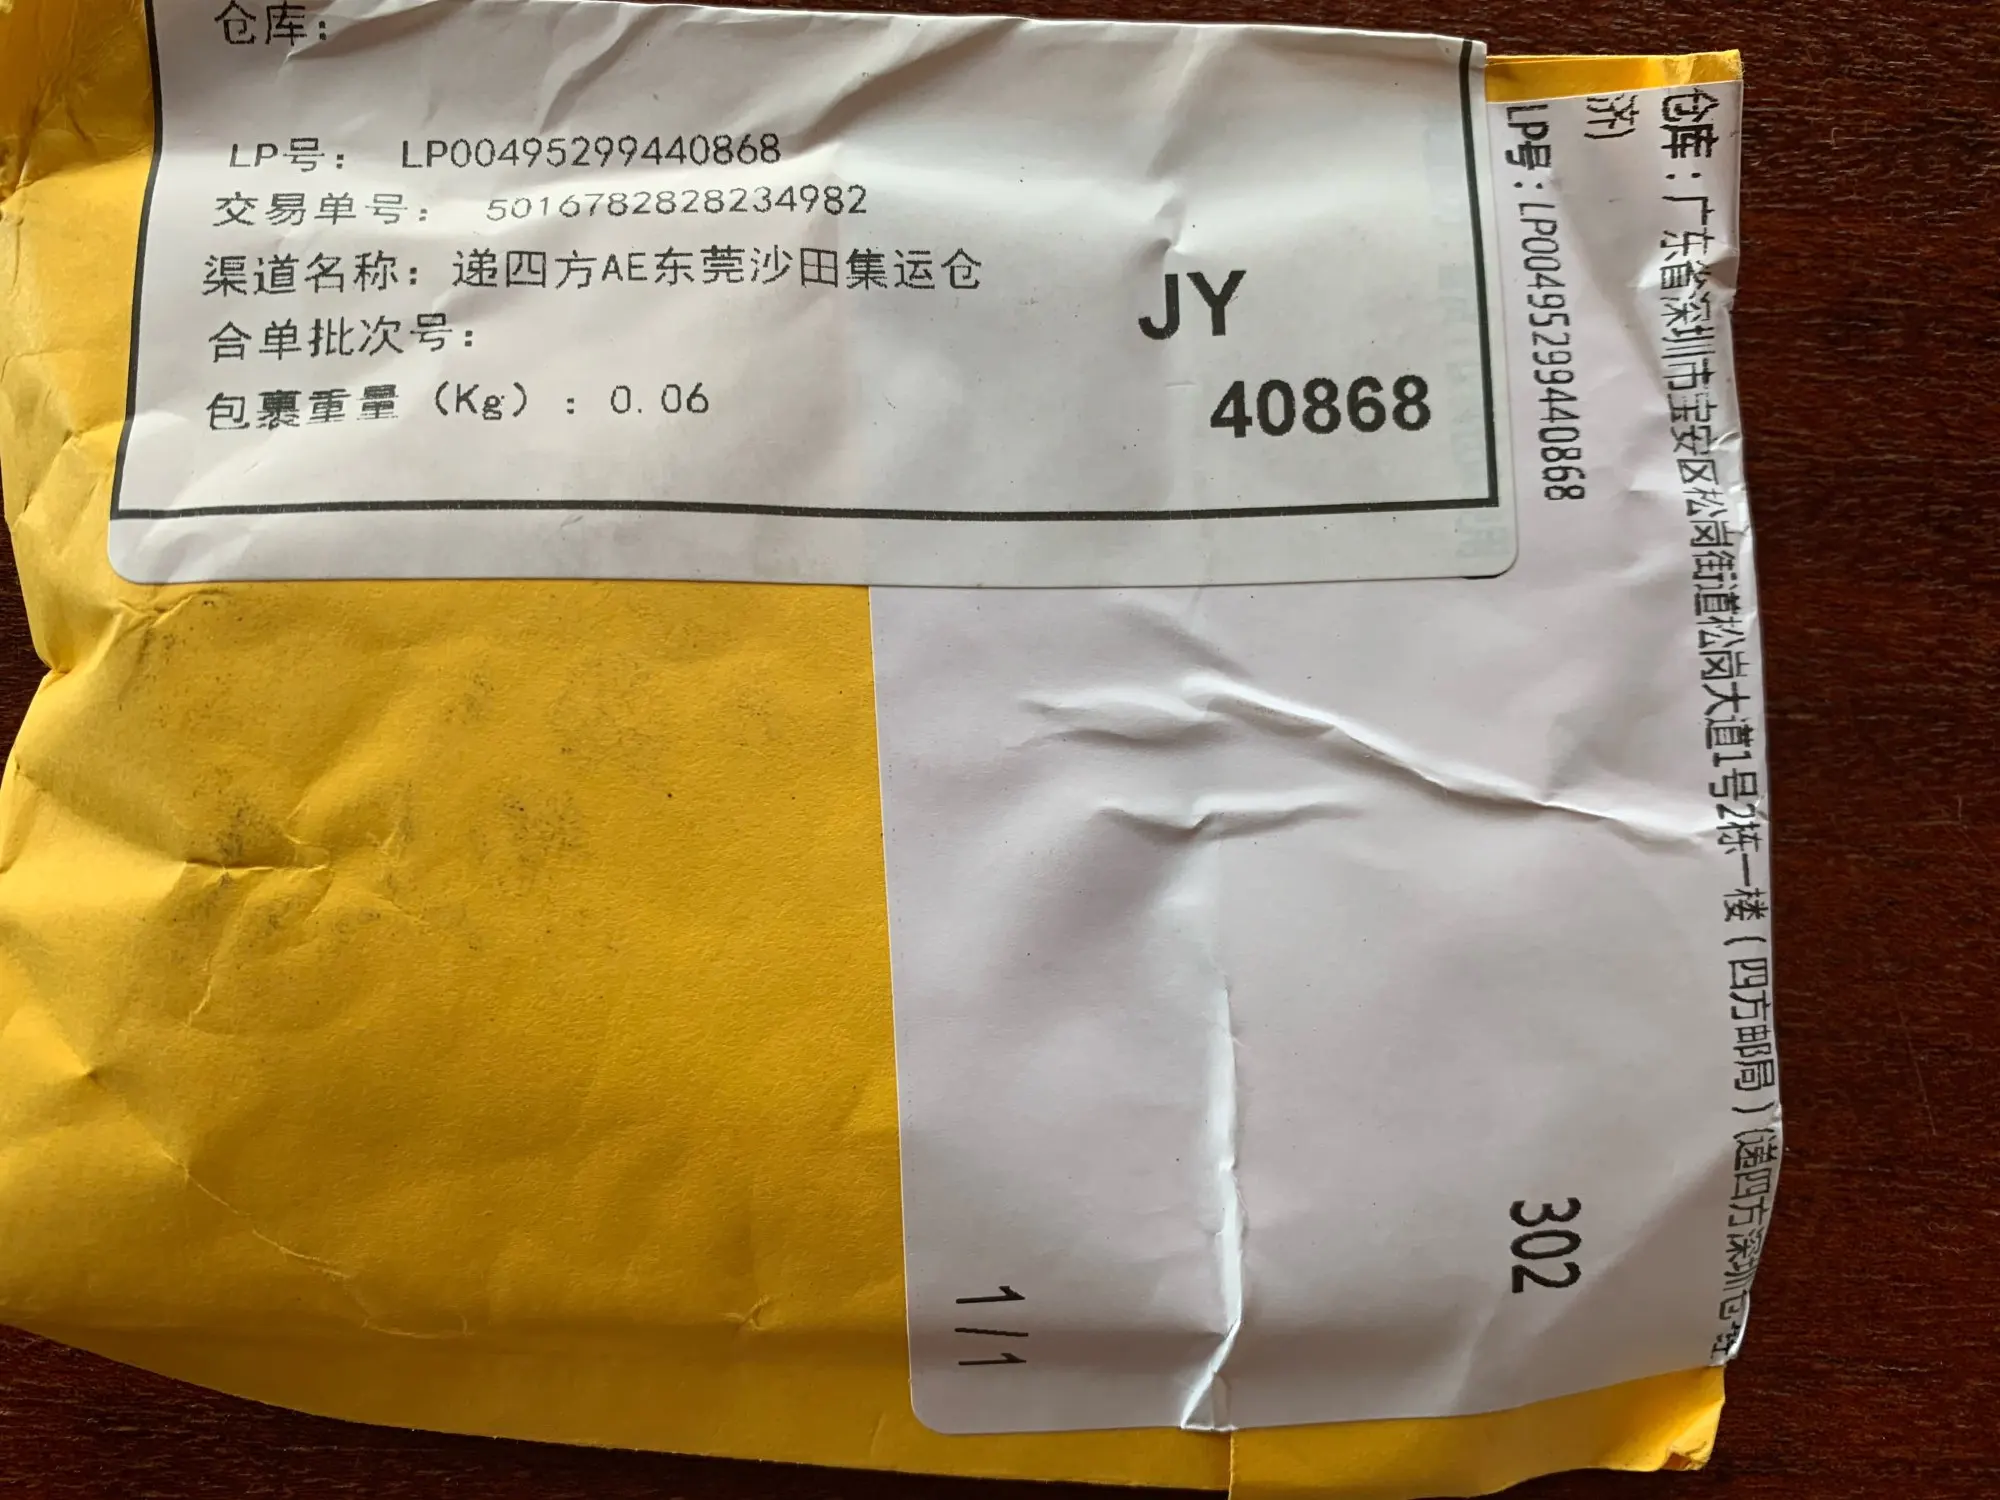 仓库:
LP号: LP00495299440868
交易单号: 5016782828234982
渠道名称: 递四方AE东莞沙田集运仓
合单批次号:
包裹重量 (Kg) : 0.06
JY
40868
仓库:广东省深圳市宝安区松岗街道松岗大道1号2栋一楼(四方邮局)(递四方深圳仓经
济)
LP号:LP00495299440868
302
1/1